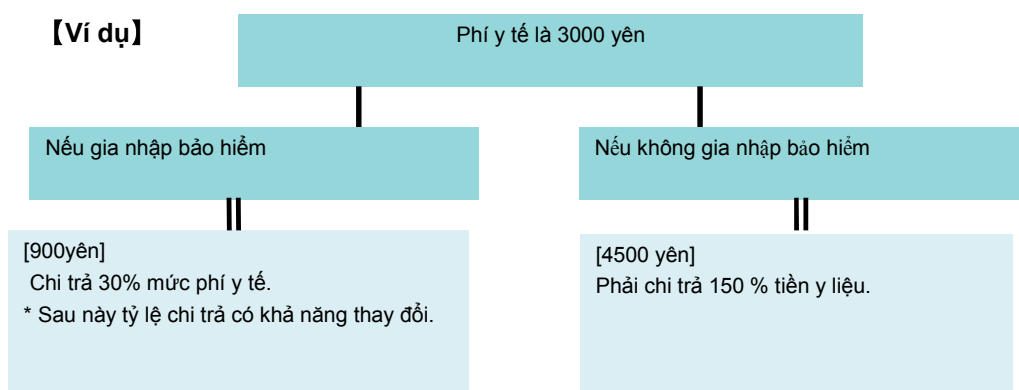 【Ví dụ】
Phí y tế là 3000 yên
Nếu gia nhập bảo hiểm
Nếu không gia nhập bảo hiểm
[900yên]
Chi trả 30% mức phí y tế.
* Sau này tỷ lệ chi trả có khả năng thay đổi.
[4500 yên]
Phải chi trả 150 % tiền y liệu.